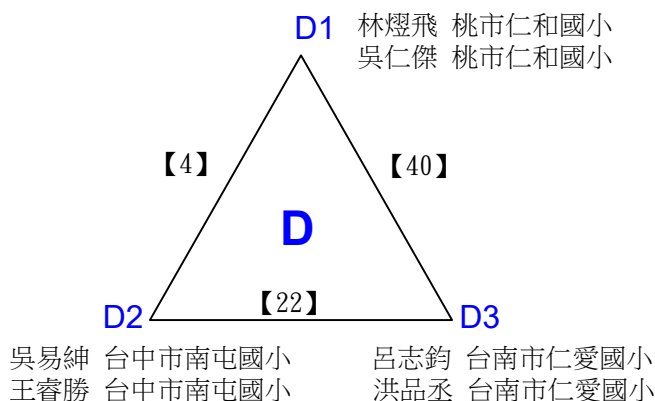 D1 林熠飛 桃市仁和國小
吳仁傑 桃市仁和國小
【4】 【40】
D
【22】
D2 D3
吳易紳 台中市南屯國小 呂志鈞 台南市仁愛國小
王睿勝 台中市南屯國小 洪品丞 台南市仁愛國小